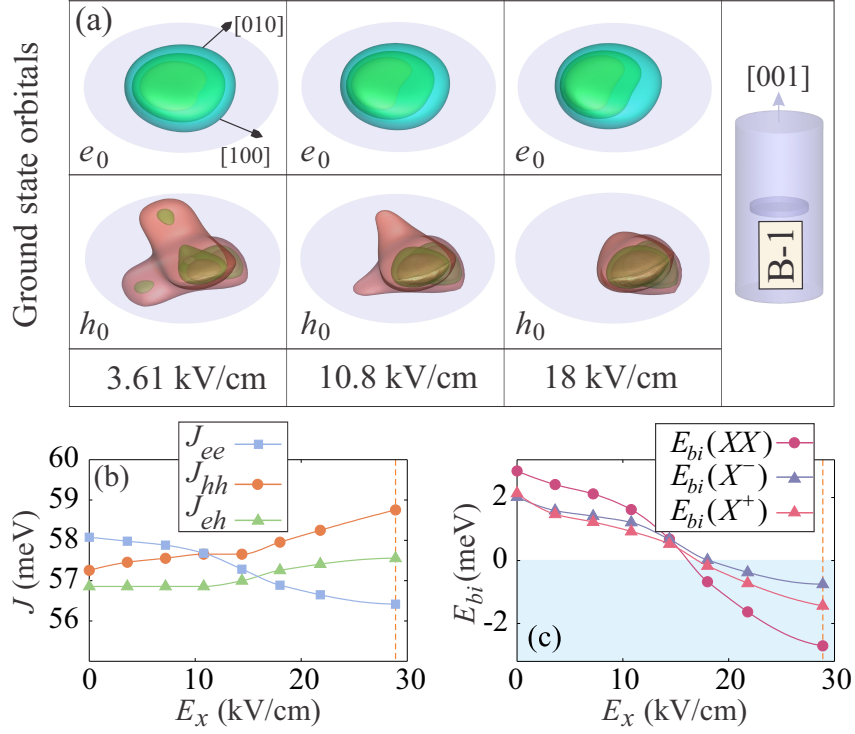 Ground state orbitals
(a)
[010]
[100]
e0
e0
e0
[001]
B-1
h0
h0
h0
3.61 kV/cm
10.8 kV/cm
18 kV/cm
(b)
Jee
Jhh
Jeh
60
59
58
57
56
J (meV)
0
10
20
30
Ex (kV/cm)
Ebi(XX)
Ebi(X−)
Ebi(X+)
2
0
-2
Ebi (meV)
(c)
0
10
20
30
Ex (kV/cm)